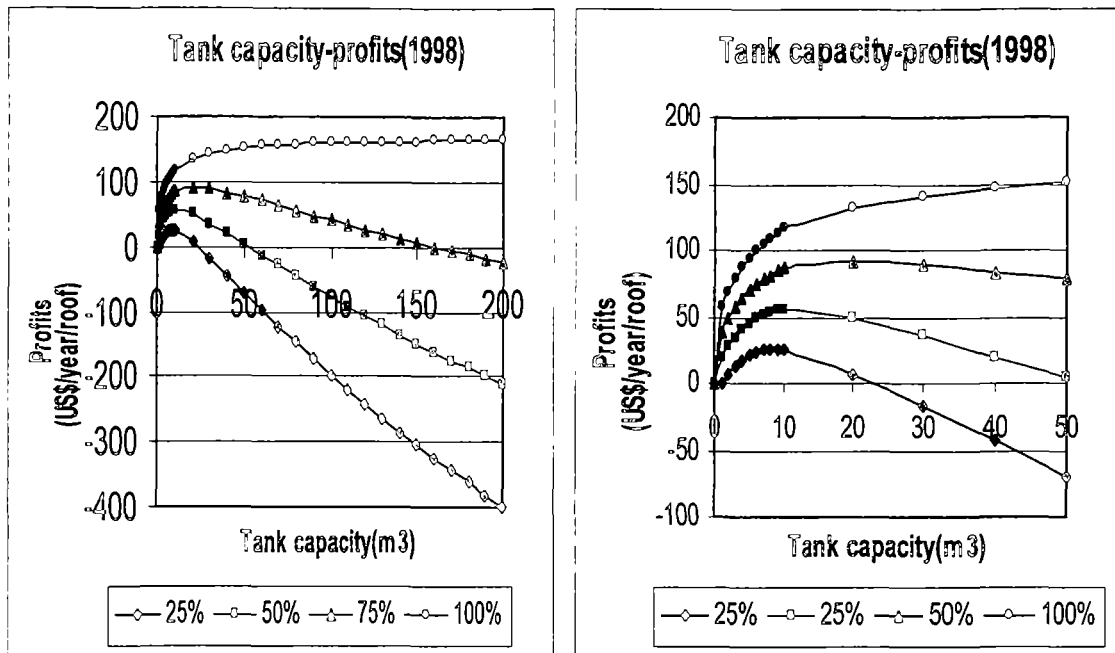 Tank capacity-profits(1998)
200
100
0
-100
-200
-300
-400
0
50
100
150
200
Profits
(US$/year/roof)
Tank capacity(m3)
25% 50% 75% 100%
Tank capacity-profits(1998)
200
150
100
50
0
-50
-100
0
10
20
30
40
50
Profits
(US$/year/roof)
Tank capacity(m3)
25% 25% 50% 100%